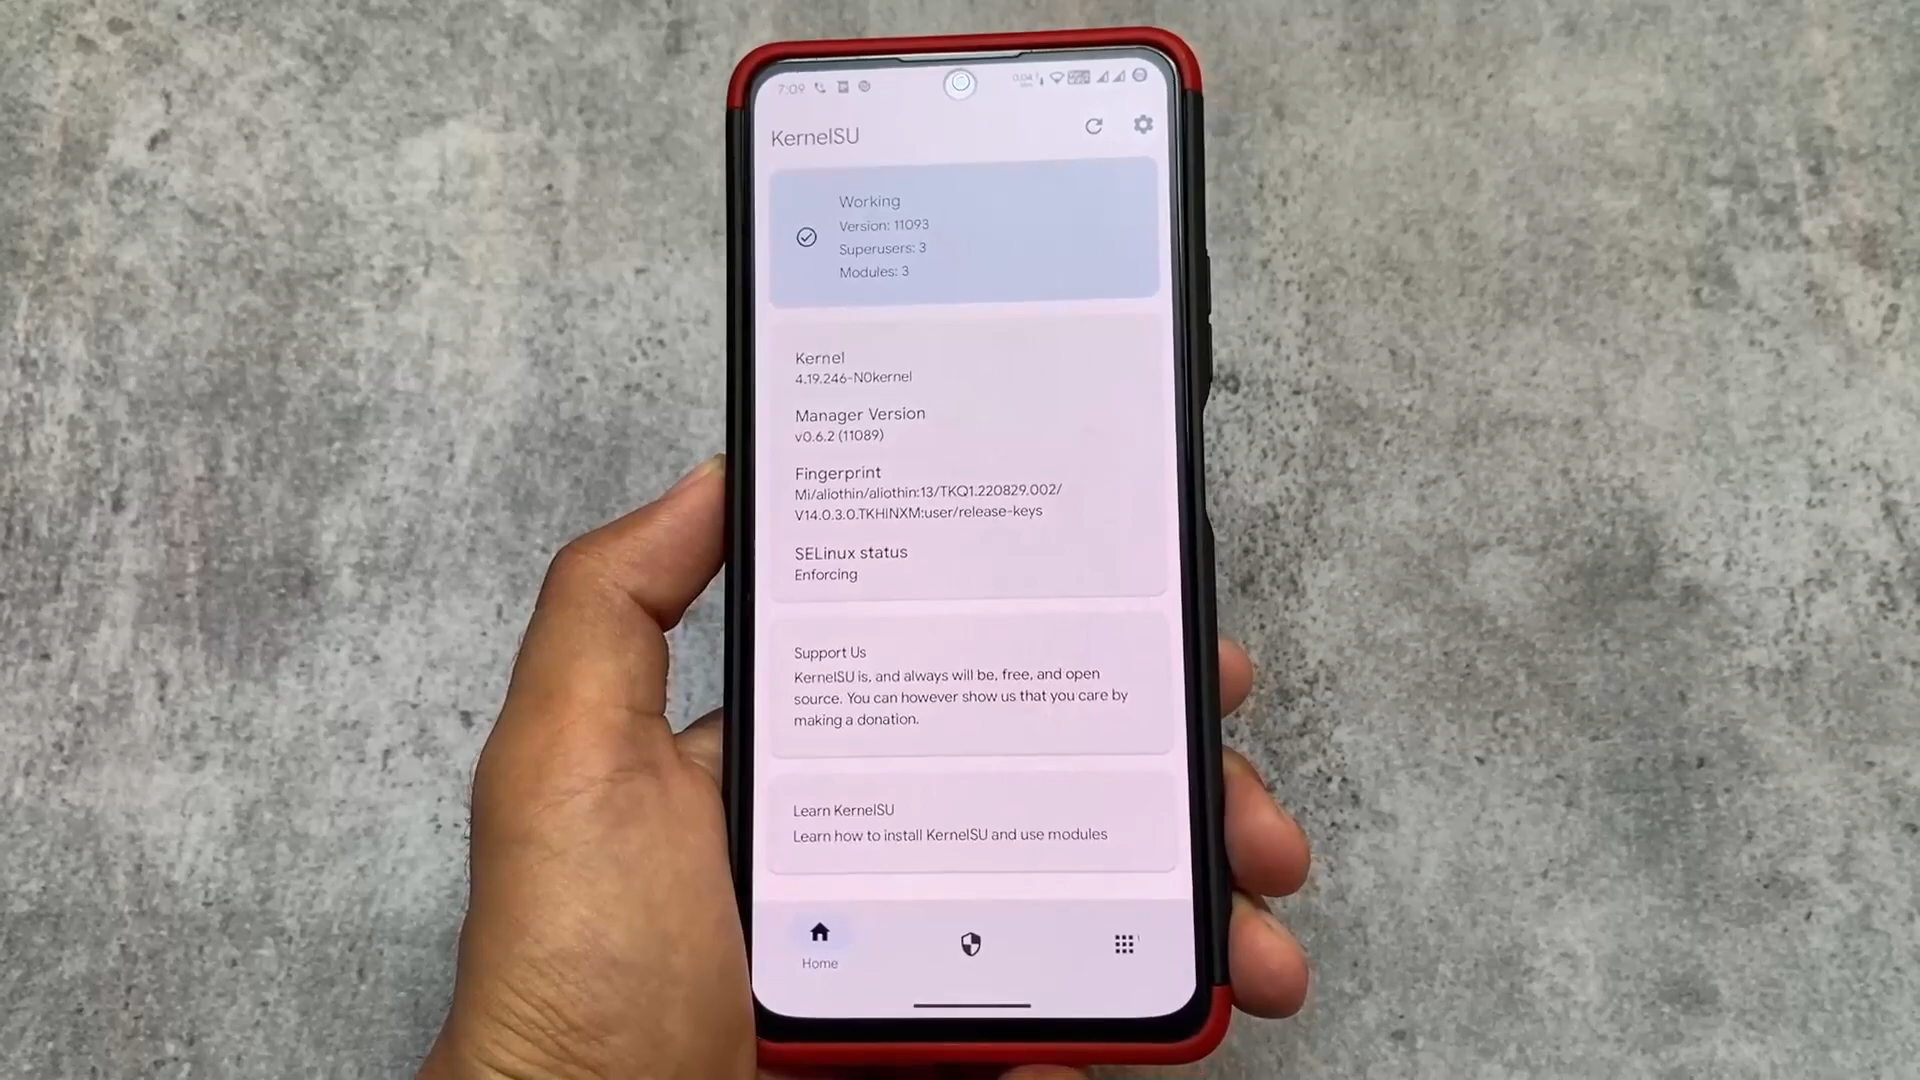 7:09
KernelSU
Working
Version: 11093
Superusers: 3
Modules: 3
Kernel
4.19.246-N0kernel
Manager Version
v0.6.2 (11089)
Fingerprint
Mi/aliothin/aliothin:13/TKQ1.220829.002/
V14.0.3.0.TKHINXM:user/release-keys
SELinux status
Enforcing
Support Us
KernelSU is, and always will be, free, and open
source. You can however show us that you care by
making a donation.
Learn KernelSU
Learn how to install KernelSU and use modules
Home